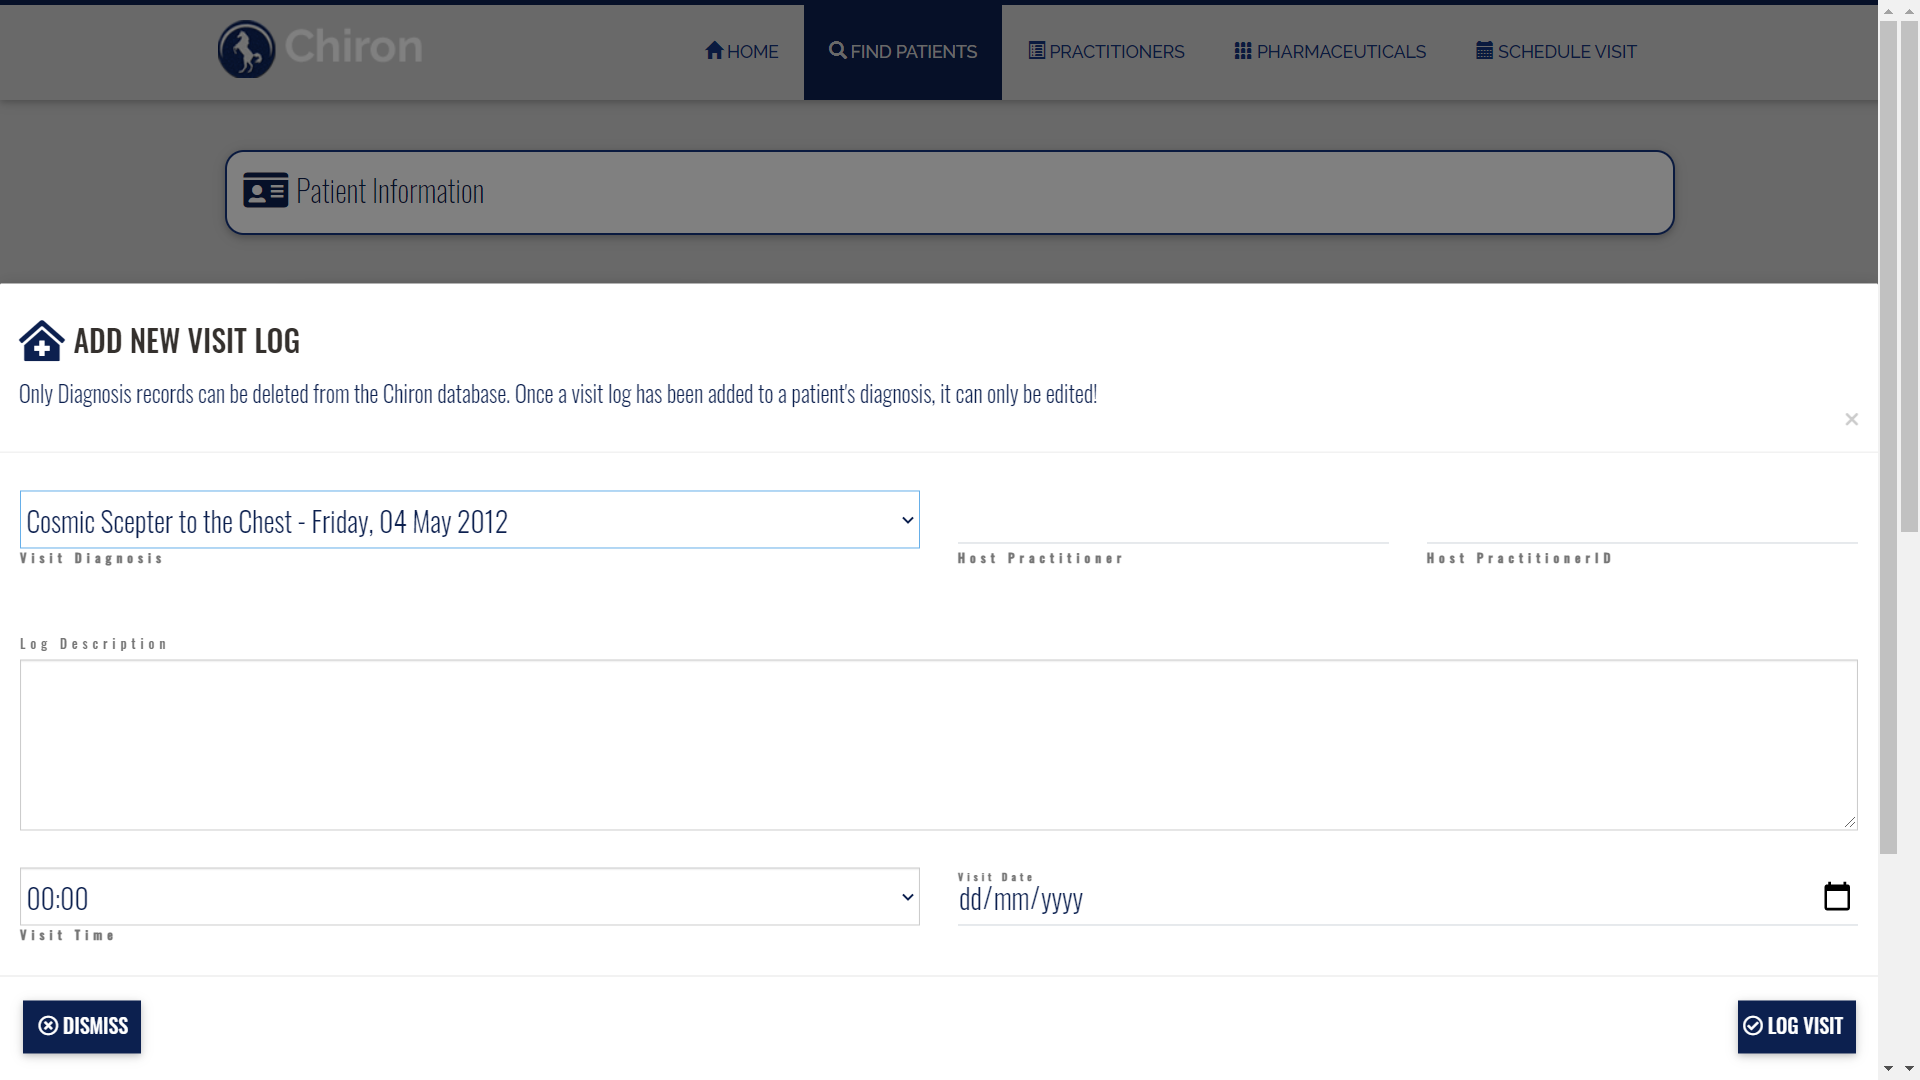 Chiron
HOME
FIND PATIENTS
PRACTITIONERS
PHARMACEUTICALS
SCHEDULE VISIT
Patient Information
ADD NEW VISIT LOG
Only Diagnosis records can be deleted from the Chiron database. Once a visit log has been added to a patient's diagnosis, it can only be edited!
×
Cosmic Scepter to the Chest - Friday, 04 May 2012
Visit Diagnosis
Host Practitioner
Host PractitionerID
Log Description
00:00
Visit Time
Visit Date
dd/mm/yyyy
DISMISS
LOG VISIT